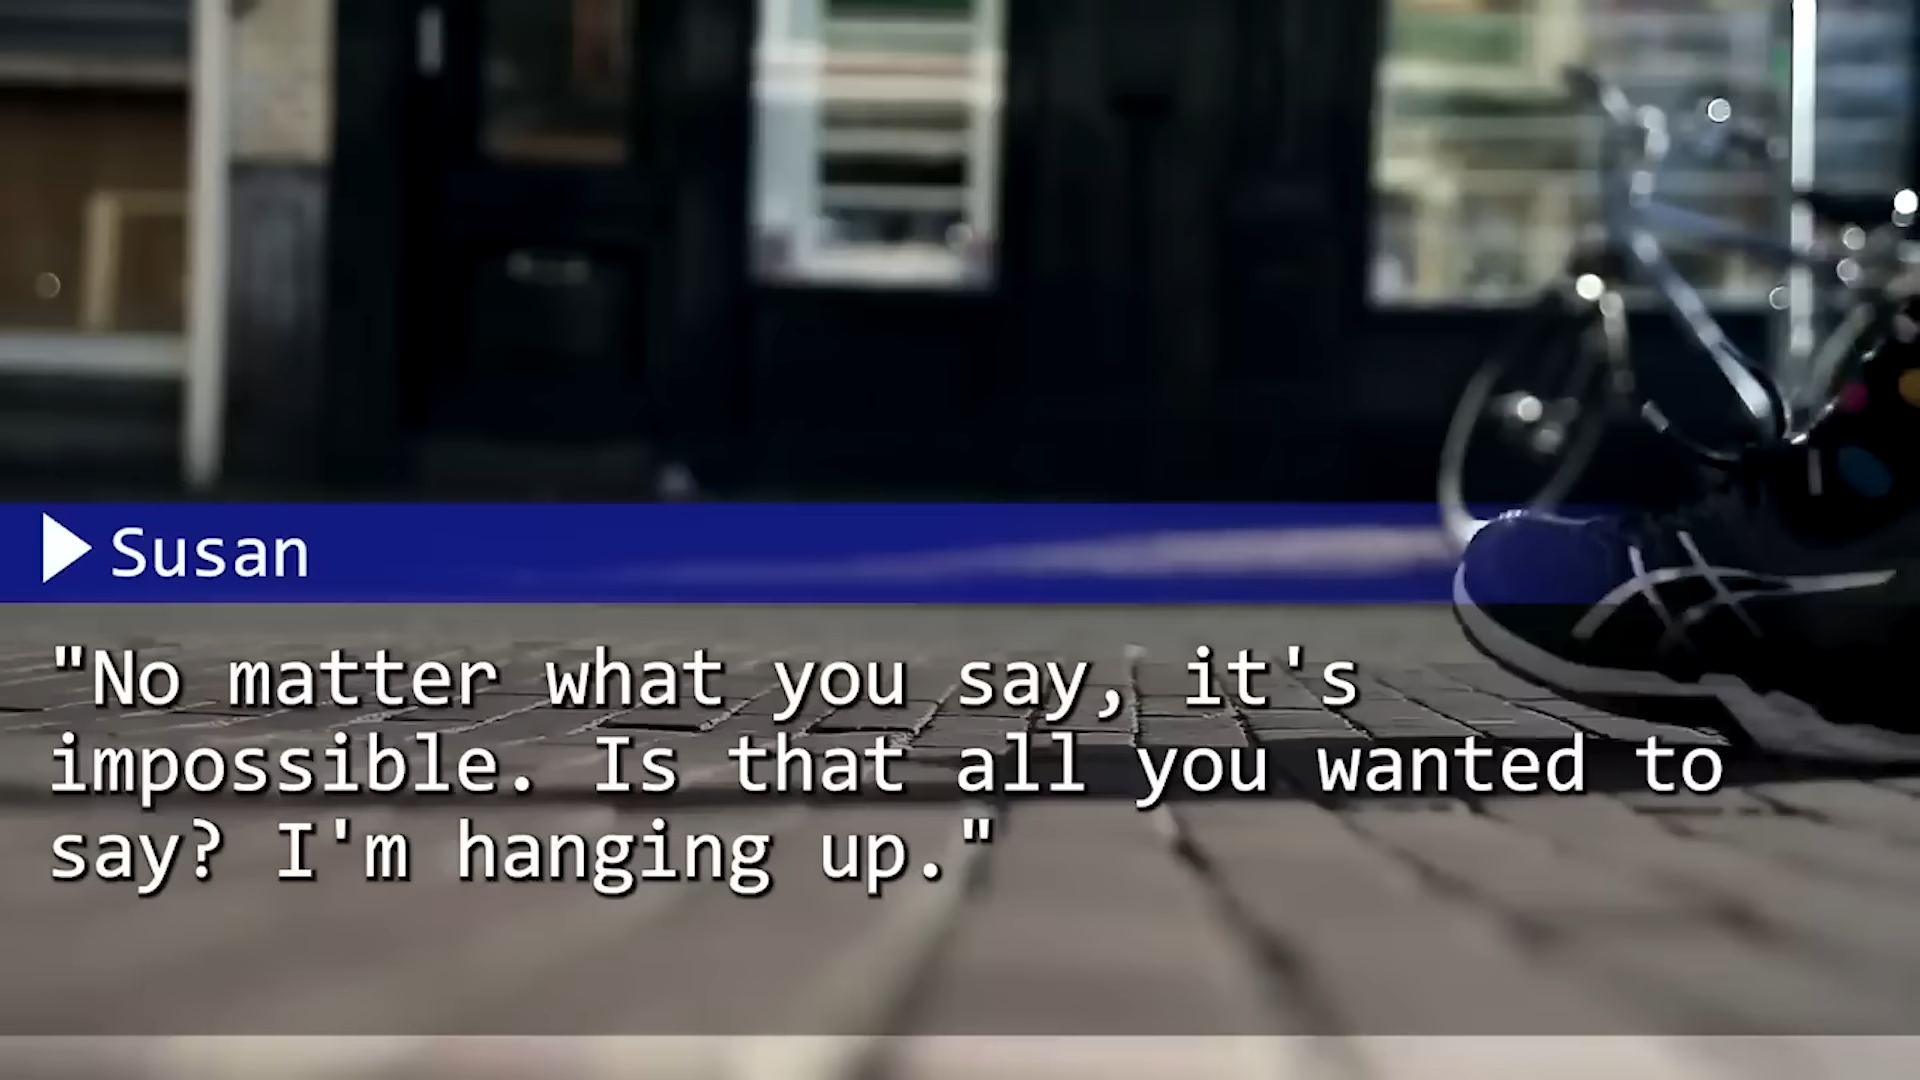 Susan
"No matter what you say, it's
impossible. Is that all you wanted to
say? I'm hanging up."